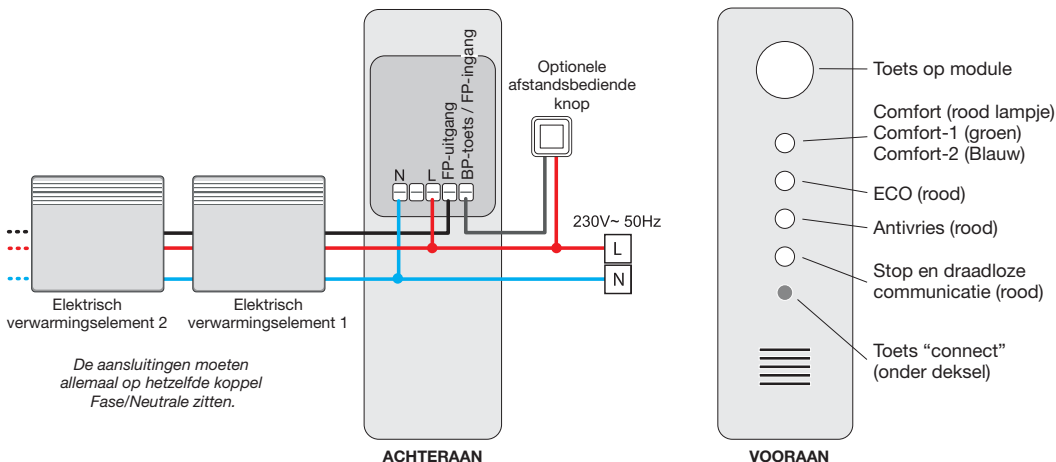 N
L
FP-uitgang
BP-toets / FP-ingang
Optionele
afstandsbediende
knop
230V~ 50Hz
L
N
Elektrisch
verwarmingselement 2
Elektrisch
verwarmingselement 1
De aansluitingen moeten
allemaal op hetzelfde koppel
Fase/Neutrale zitten.
ACHTERAAN
Toets op module
Comfort (rood lampje)
Comfort-1 (groen)
Comfort-2 (Blauw)
ECO (rood)
Antivries (rood)
Stop en draadloze
communicatie (rood)
Toets “connect”
(onder deksel)
VOORAAN